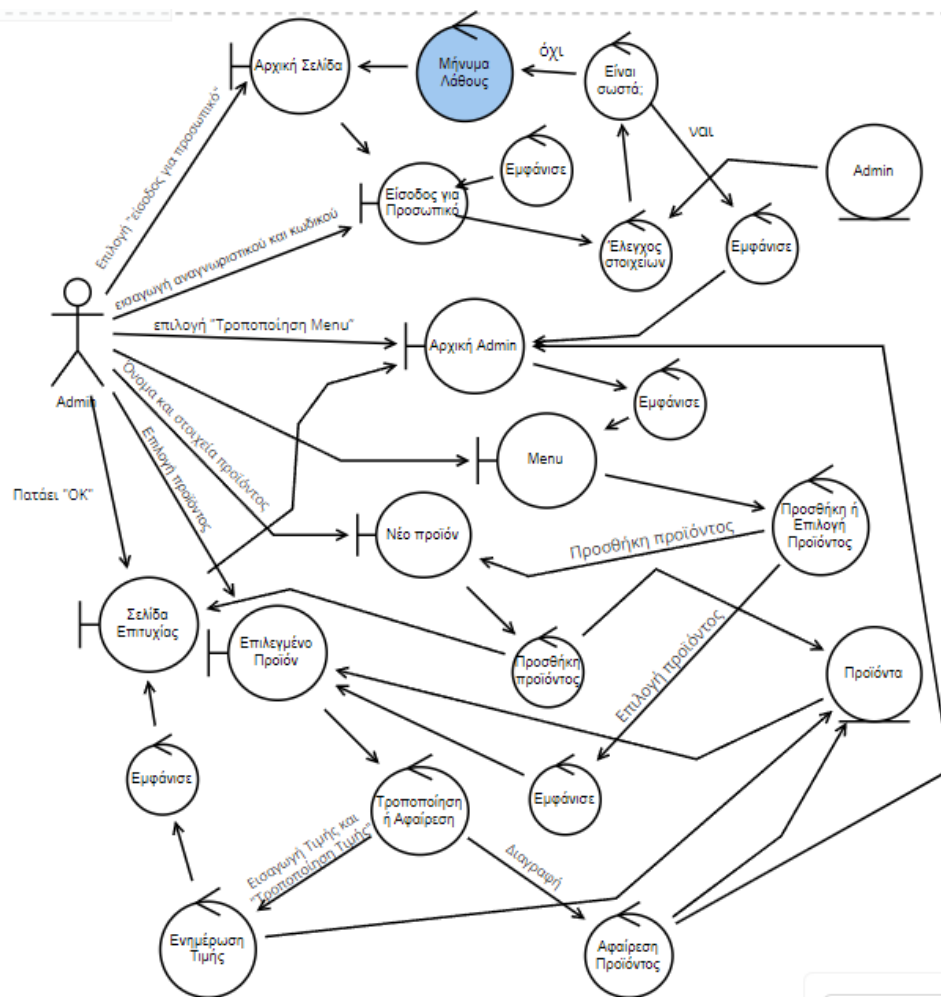 Αρχική Σελίδα
Μήνυμα
Λάθους
όχι
Είναι
σωστά;
ναι
Επιλογή "είσοδος για προσωπικό"
Εμφάνισε
Admin
Είσοδος για
Προσωπικό
εισαγωγή αναγνωριστικού και κωδικού
Έλεγχος
στοιχείων
Εμφάνισε
επιλογή "Τροποποίηση Menu"
Αρχική Admin
Admin
Εμφάνισε
Όνομα και στοιχεία προϊόντος
Επιλογή προϊόντος
Menu
Πατάει "ΟΚ"
Προσθήκη ή
Επιλογή
Προϊόντος
Νέο προϊόν
Προσθήκη προϊόντος
Σελίδα
Επιτυχίας
Επιλεγμένο
Προϊόν
Προσθήκη
προϊόντος
Επιλογή προϊόντος
Προϊόντα
Εμφάνισε
Τροποποίηση
ή Αφαίρεση
Εμφάνισε
Εισαγωγή Τιμής και
"Τροποποίηση Τιμής"
Διαγραφή
Ενημέρωση
Τιμής
Αφαίρεση
Προϊόντος